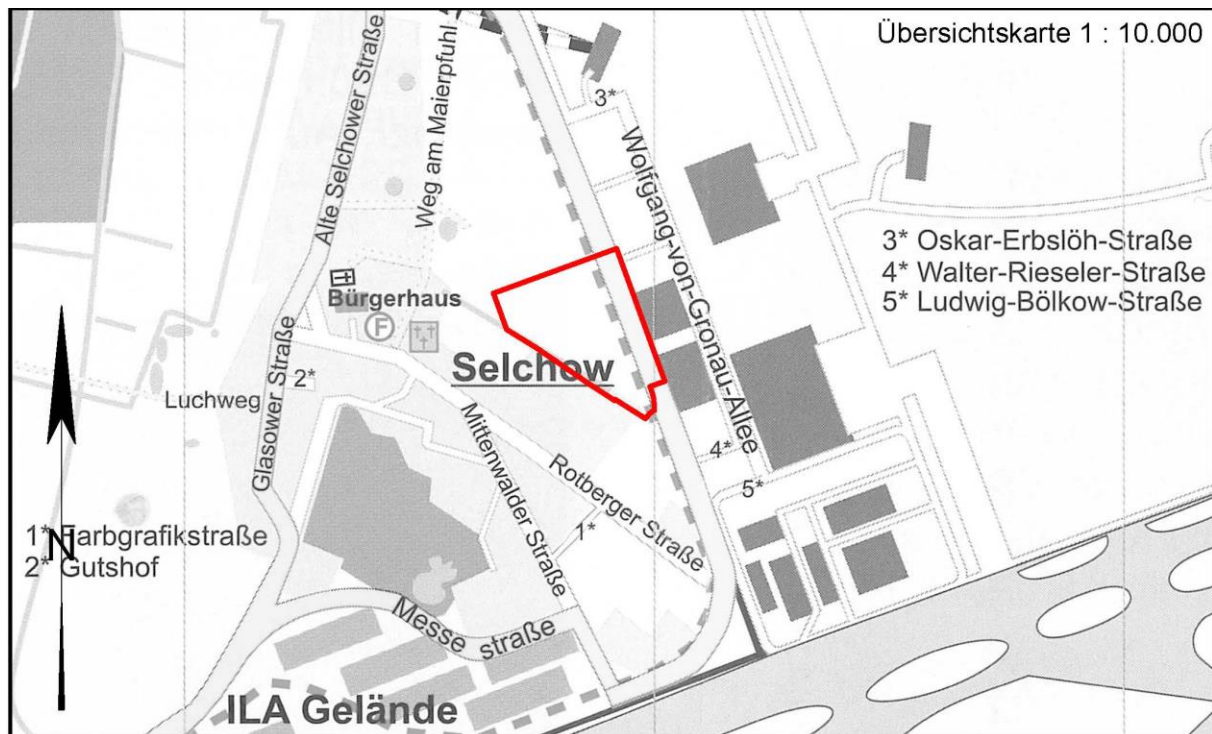 Übersichtskarte 1 : 10.000
Alte Selchower Straße
Weg am Maierpfuhl
3*
Wolfgang-von-Gronau-Allee
3* Oskar-Erbslöh-Straße
4* Walter-Rieseler-Straße
5* Ludwig-Bölkow-Straße
Bürgerhaus
F
Selchow
2*
Luchweg
Glasower Straße
Mittenwalder Straße
Rotberger Straße
4*
5*
1*
1* Farbgrafikstraße
N
2* Gutshof
Messe straße
ILA Gelände